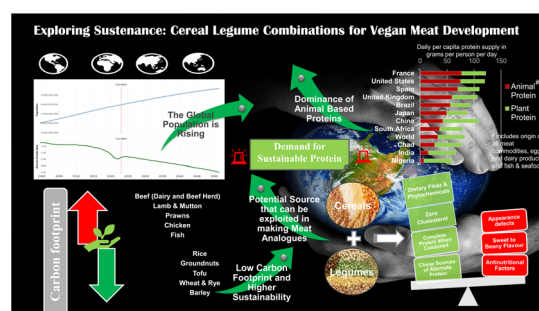 Exploring Sustenance: Cereal Legume Combinations for Vegan Meat Development
Daily per capita protein supply in
grams per person per day
France
United States
Spain
United Kingdom
Brazil
Japan
China
South Africa
World
Chad
India
Nigeria
Animal#
Protein
Plant
Protein
# includes origin
as meat
commodities, egg
and dairy produc
and fish & seafood
The Global
Population is
Rising
Dominance of
Animal Based
Proteins
Demand for
Sustainable Protein
Carbon footprint
Beef (Dairy and Beef Herd)
Lamb & Mutton
Prawns
Chicken
Fish
Rice
Groundnuts
Tofu
Wheat & Rye
Barley
Potential Source
that can be
exploited in
making Meat
Analogues
Low Carbon
Footprint and
Higher
Sustainability
Cereals
Legumes
Dietary Fiber &
Phytochemicals
Zero
Cholesterol
Complete
Protein When
Combined
Cheap Sources of
Alternate
Protein
Appearance
defects
Sweet to
Beany Flavour
Antinutritional
Factors